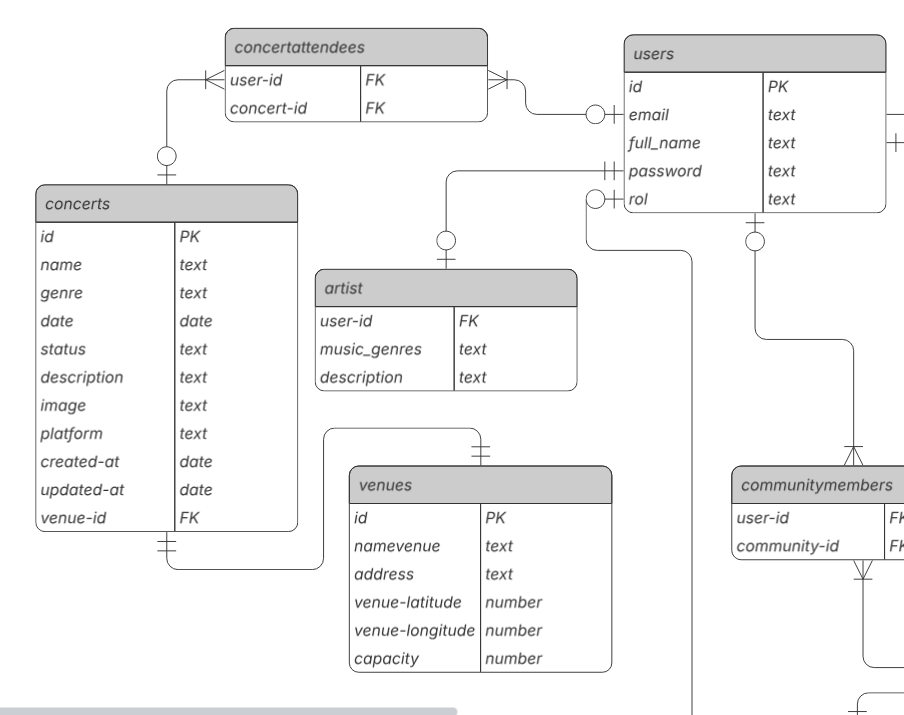 concertattendees
user-id FK
concert-id FK
users
id PK
email text
full_name text
password text
rol text
concerts
id PK
name text
genre text
date date
status text
description text
image text
platform text
created-at date
updated-at date
venue-id FK
artist
user-id FK
music_genres text
description text
venues
id PK
namevenue text
address text
venue-latitude number
venue-longitude number
capacity number
communitymembers
user-id FK
community-id FK